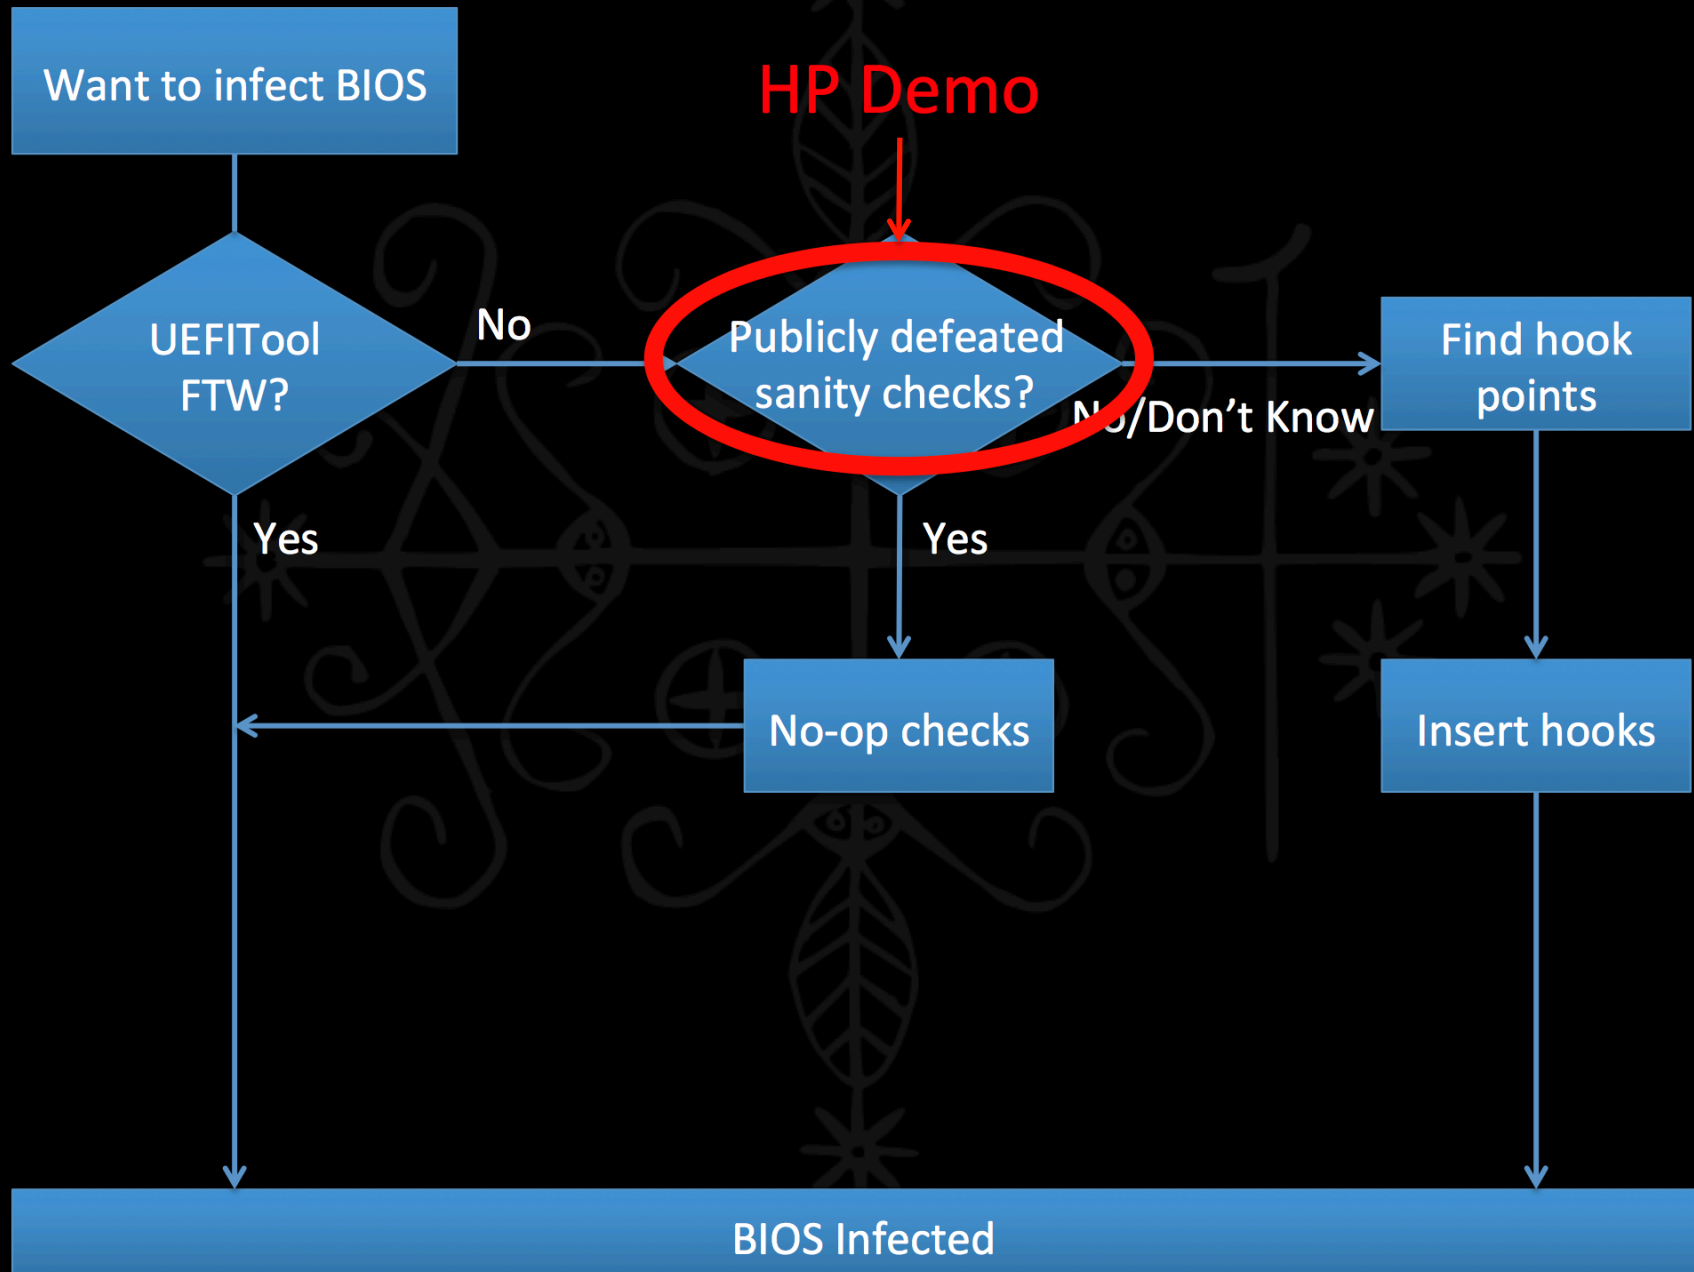 Want to infect BIOS
HP Demo
UEFITool
FTW?
No
Publicly defeated
sanity checks?
No/Don’t Know
Find hook
points
Yes
Yes
No-op checks
Insert hooks
BIOS Infected